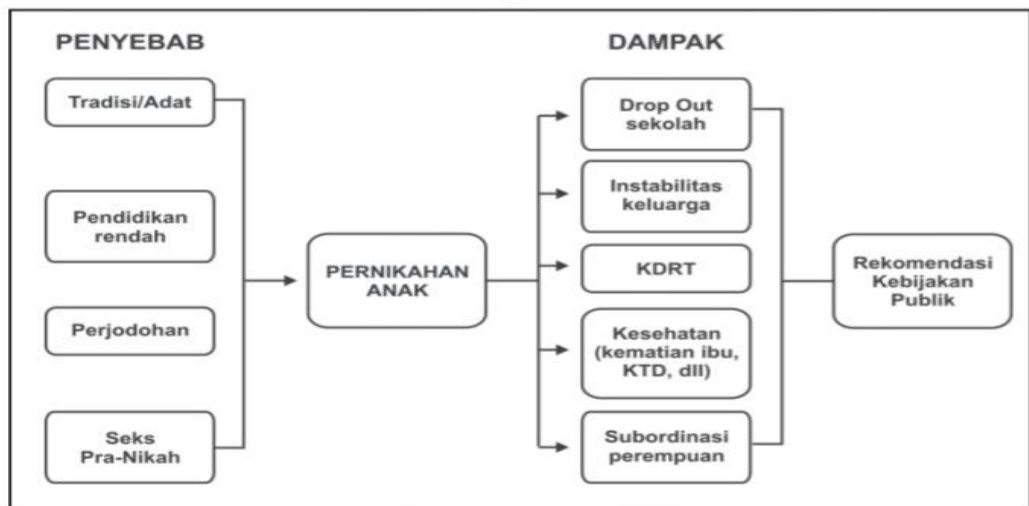 PENYEBAB
Tradisi/Adat
Pendidikan
rendah
Perjodohan
Seks
Pra-Nikah
PERNIKAHAN
ANAK
DAMPAK
Drop Out
sekolah
Instabilitas
keluarga
KDRT
Kesehatan
(kematian ibu,
KTD, dll)
Subordinasi
perempuan
Rekomendasi
Kebijakan
Publik